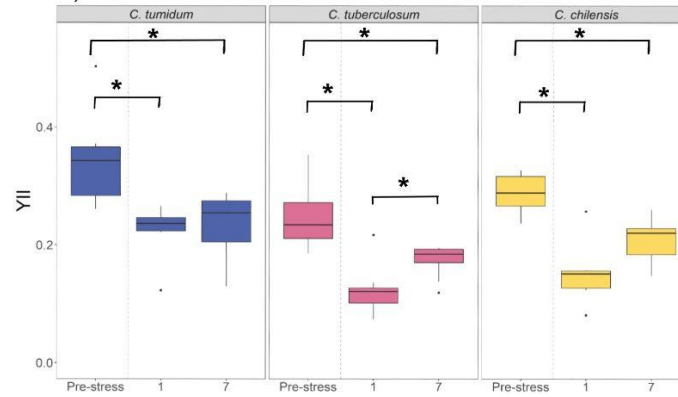 C. tumidum
C. tuberculosum
C. chilensis
*
*
*
*
*
*
*
YII
0.4
0.2
0.0
Pre-stress 1 7
Pre-stress 1 7
Pre-stress 1 7